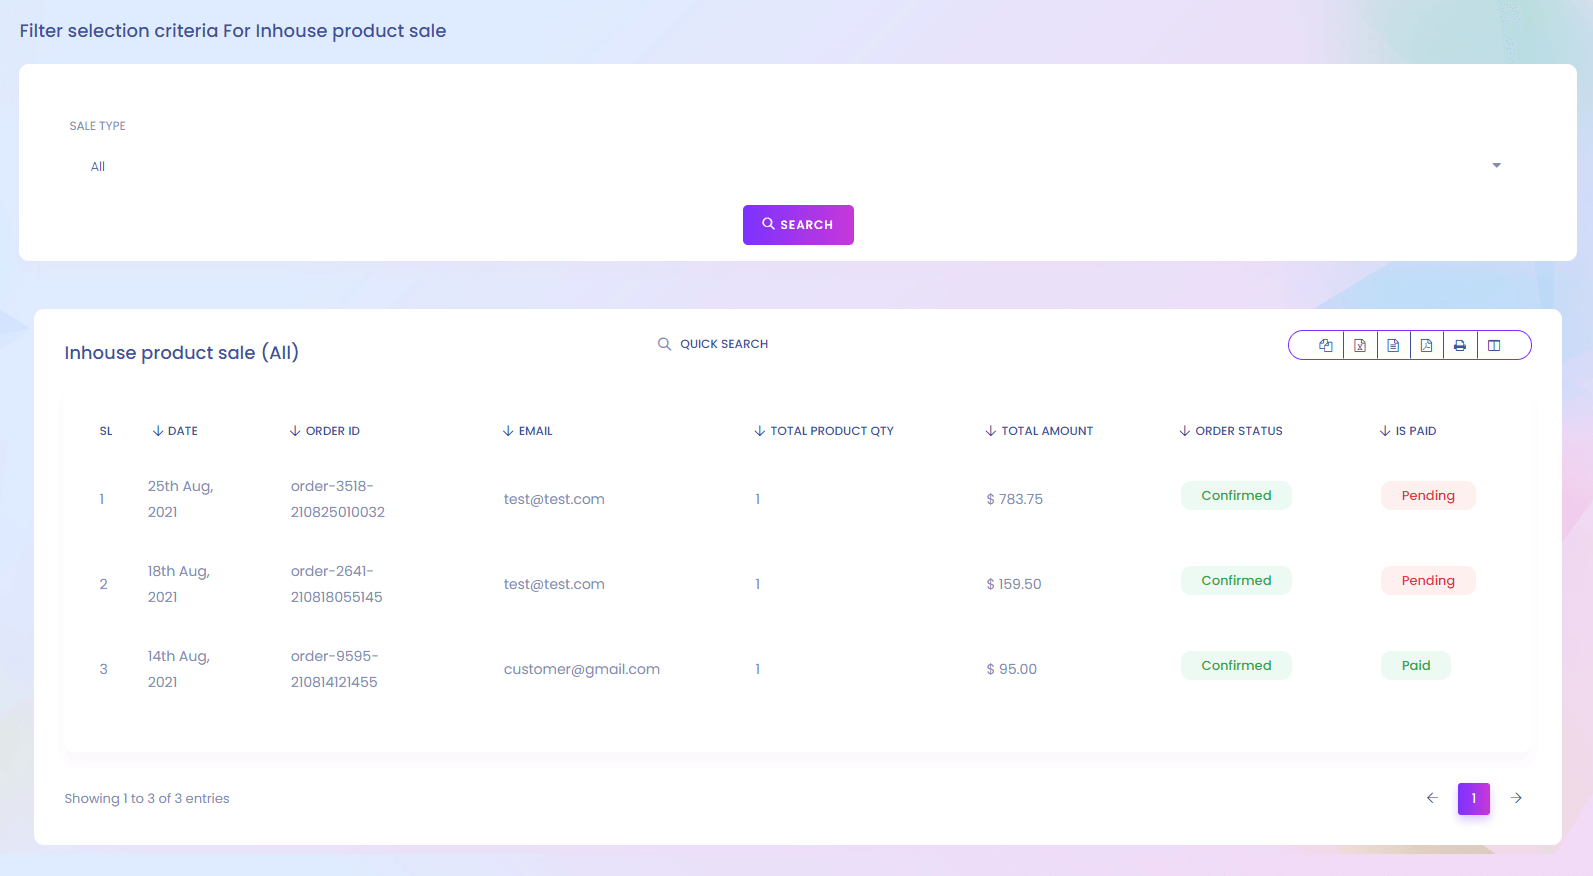 Filter selection criteria For Inhouse product sale
SALE TYPE
All
SEARCH
Inhouse product sale (All)
QUICK SEARCH
SL DATE ORDER ID EMAIL TOTAL PRODUCT QTY TOTAL AMOUNT ORDER STATUS IS PAID
1 25th Aug, 2021 order-3518-210825010032 test@test.com 1 $ 783.75 Confirmed Pending
2 18th Aug, 2021 order-2641-210818055145 test@test.com 1 $ 159.50 Confirmed Pending
3 14th Aug, 2021 order-9595-210814121455 customer@gmail.com 1 $ 95.00 Confirmed Paid
Showing 1 to 3 of 3 entries
1